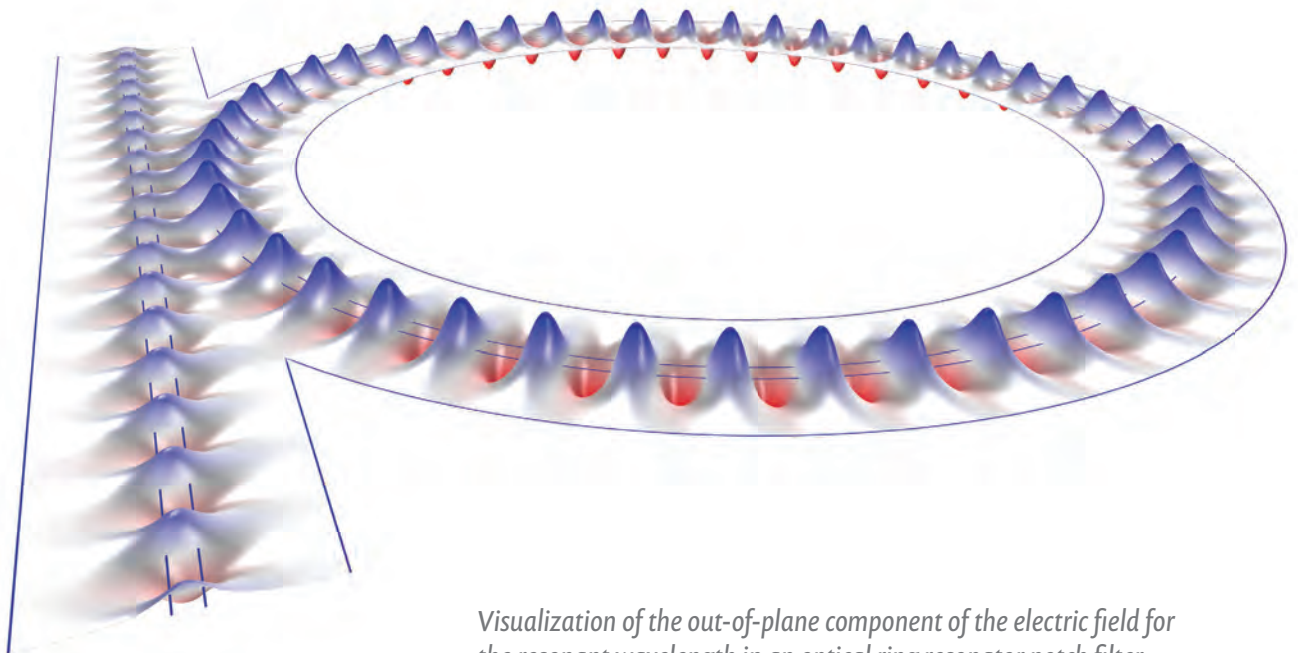 Visualization of the out-of-plane component of the electric field for
the resonant wavelength in an optical ring resonator notch filter